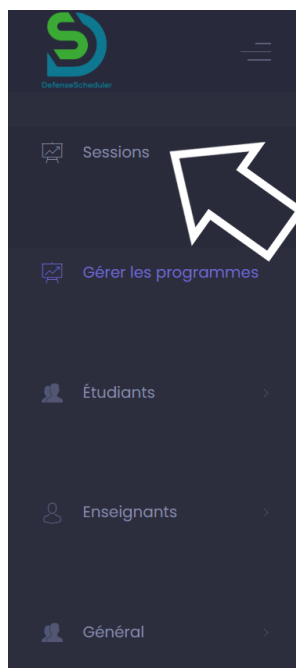 DefenseScheduler
Sessions
Gérer les programmes
Étudiants
Enseignants
Général